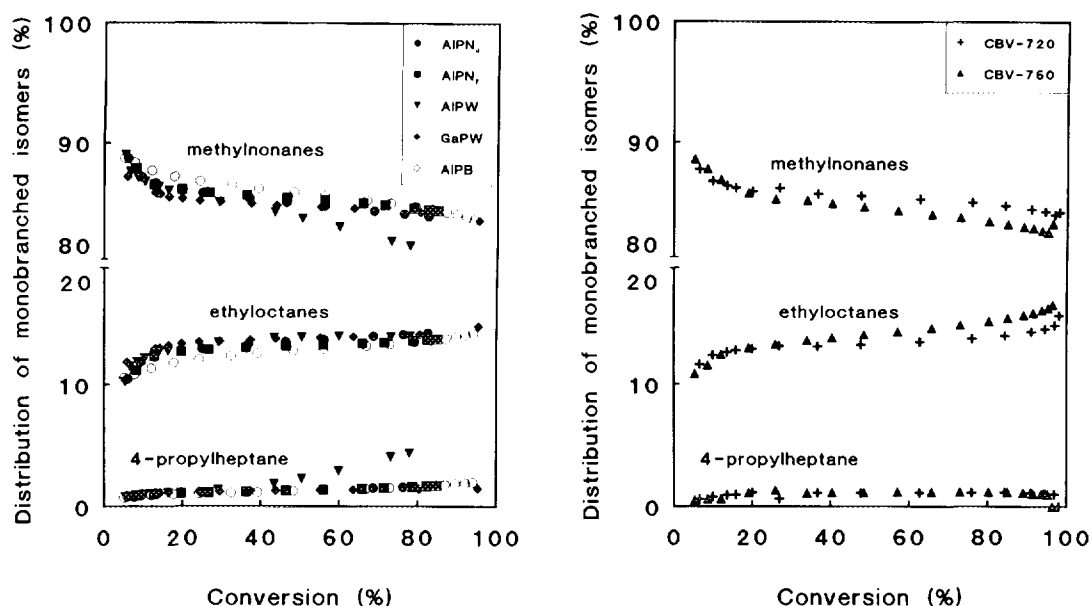 Distribution of monobranched isomers (%)
100
90
80
20
10
0
AlPN
AlPN
AlPW
GaPW
AlPB
methylnonanes
ethyloctanes
4-propylheptane
0 20 40 60 80 100
Conversion (%)
Distribution of monobranched isomers (%)
100
90
80
20
10
0
CBV-720
CBV-760
methylnonanes
ethyloctanes
4-propylheptane
0 20 40 60 80 100
Conversion (%)